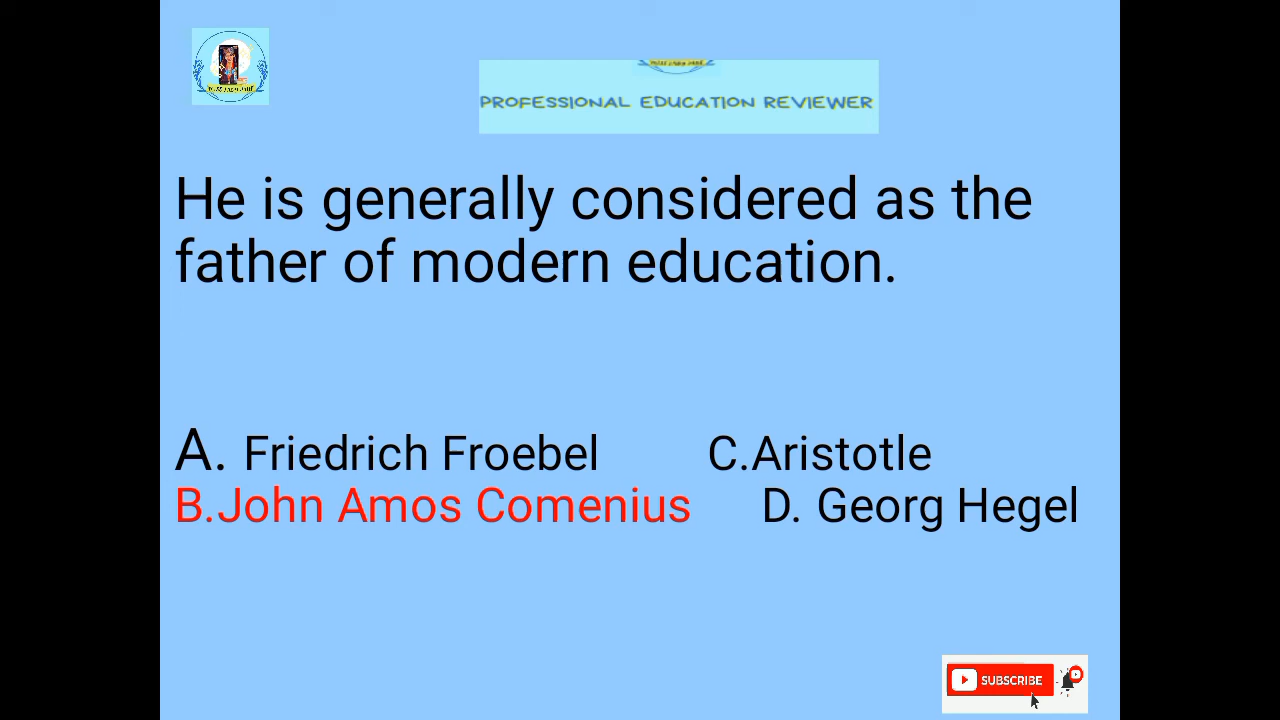 PROFESSIONAL EDUCATION REVIEWER
He is generally considered as the
father of modern education.
A. Friedrich Froebel C.Aristotle
B.John Amos Comenius D. Georg Hegel
SUBSCRIBE